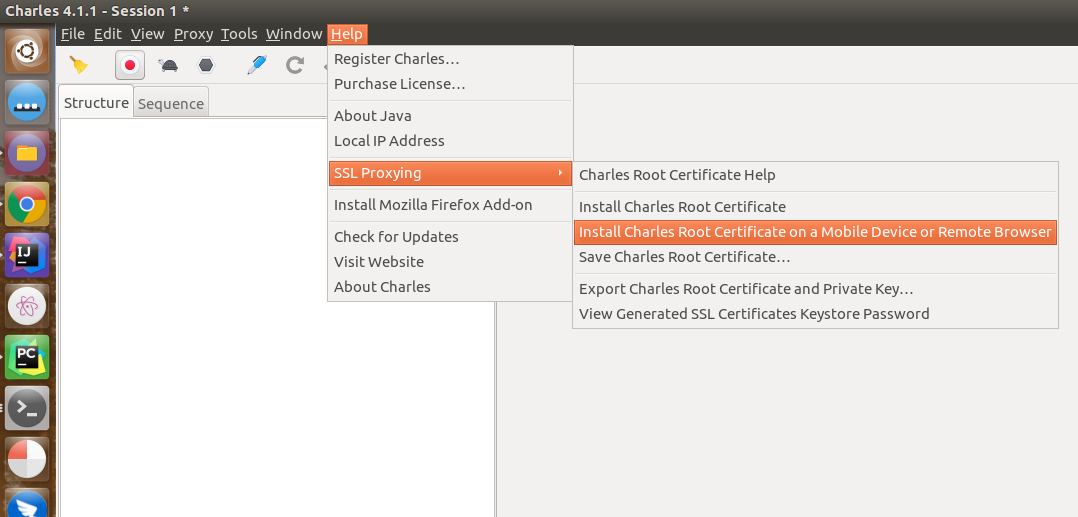 Charles 4.1.1 - Session 1 *
File Edit View Proxy Tools Window Help
Register Charles…
Purchase License…
Structure Sequence
About Java
Local IP Address
SSL Proxying
Charles Root Certificate Help
Install Mozilla Firefox Add-on
Install Charles Root Certificate
Install Charles Root Certificate on a Mobile Device or Remote Browser
Check for Updates
Save Charles Root Certificate…
Visit Website
About Charles
Export Charles Root Certificate and Private Key…
View Generated SSL Certificates Keystore Password
IJ
PC